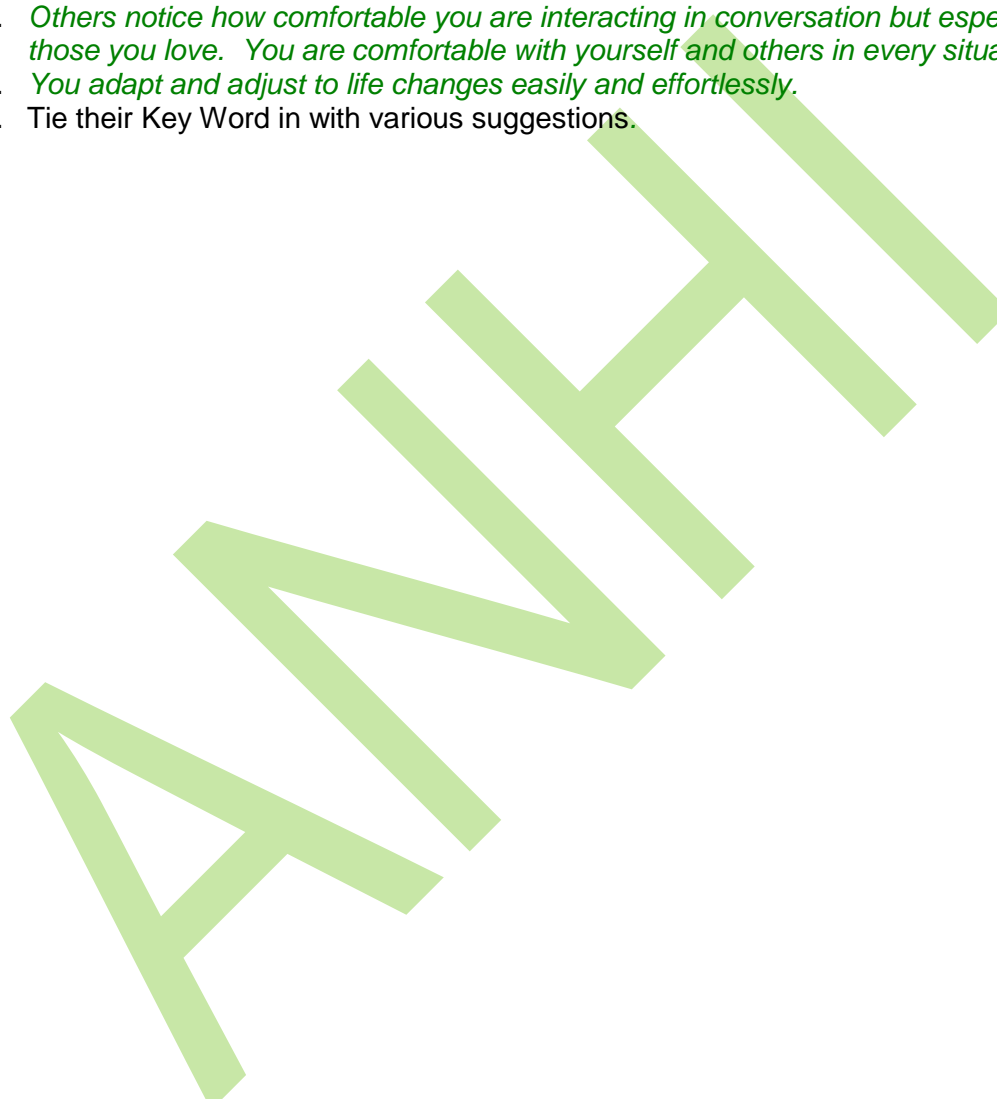 . Others notice how comfortable you are interacting in conversation but espe
those you love. You are comfortable with yourself and others in every situa
. You adapt and adjust to life changes easily and effortlessly.
. Tie their Key Word in with various suggestions.
ANHI